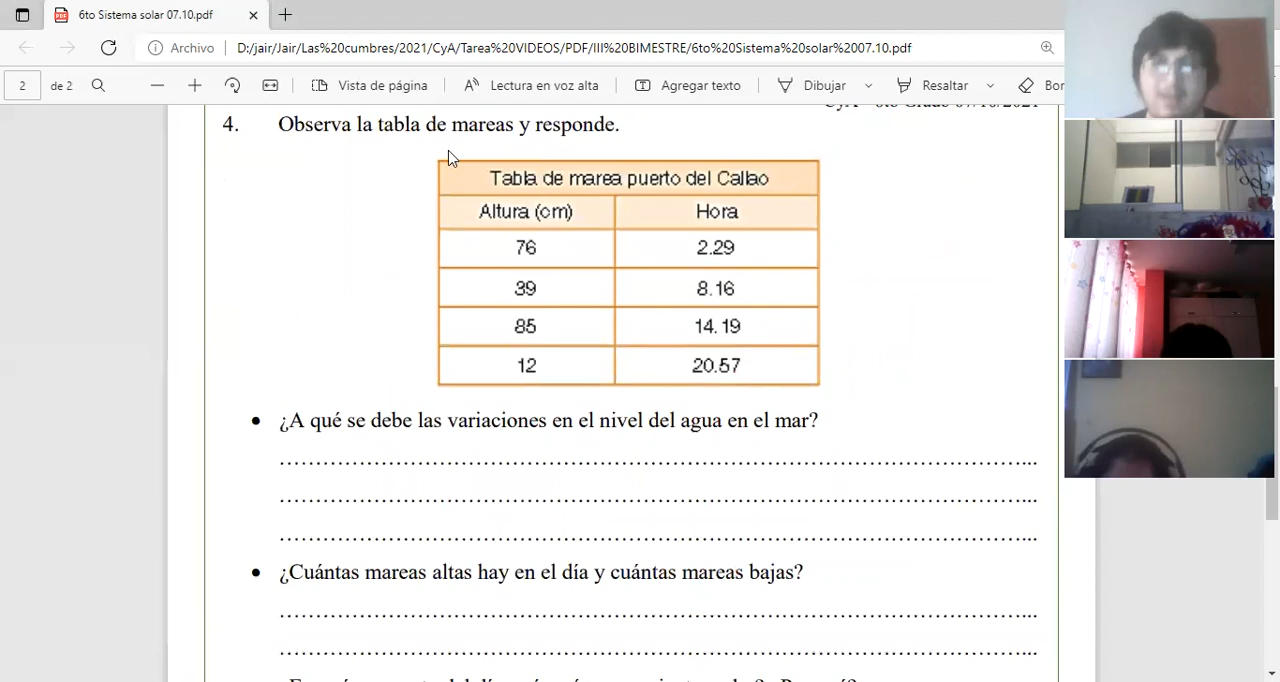 6to Sistema solar 07.10.pdf
Archivo
D:/jair/Jair/Las%20cumbres/2021/CyA/Tarea%20VIDEOS/PDF/III%20BIMESTRE/6to%20Sistema%20solar%2007.10.pdf
2 de 2
Vista de página
Lectura en voz alta
Agregar texto
Dibujar
Resaltar
Bor
4. Observa la tabla de mareas y responde.
Tabla de marea puerto del Callao
Altura (cm) Hora
76 2.29
39 8.16
85 14.19
12 20.57
• ¿A qué se debe las variaciones en el nivel del agua en el mar?
• ¿Cuántas mareas altas hay en el día y cuántas mareas bajas?